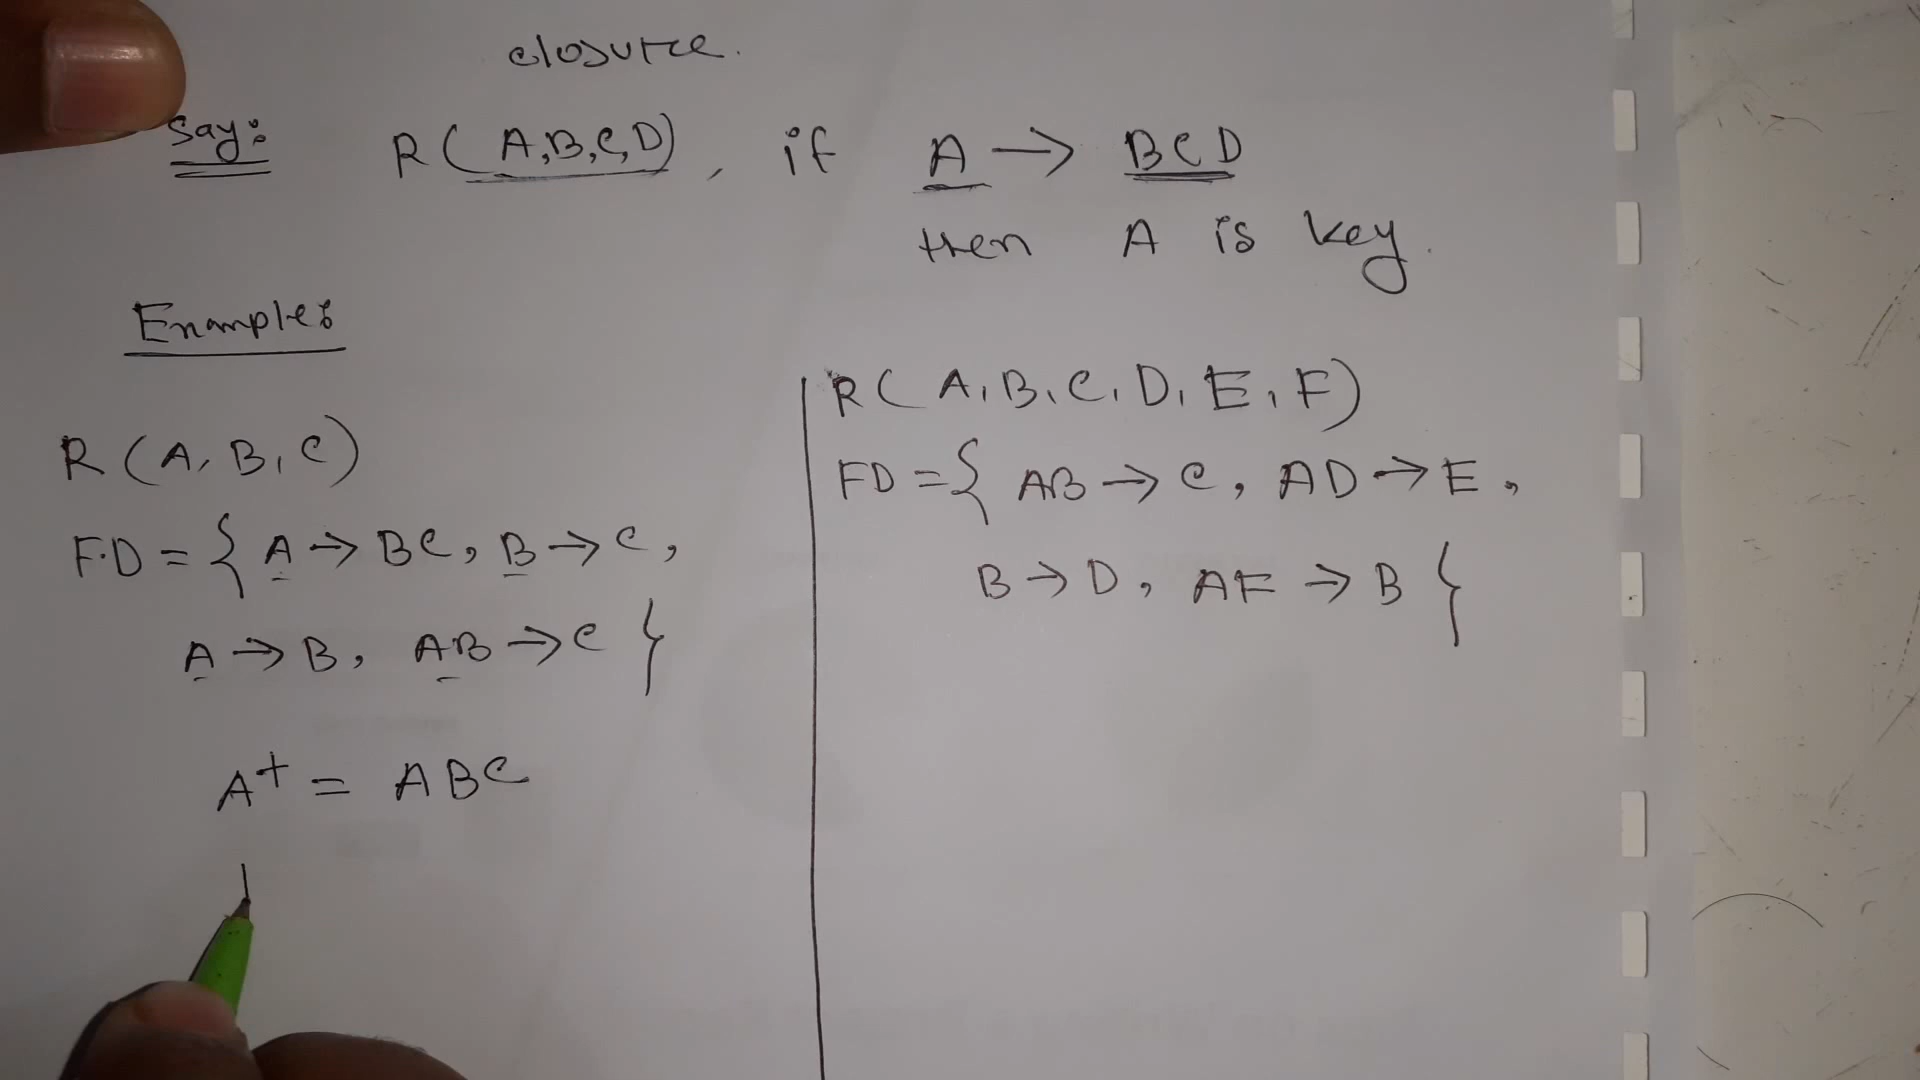 closure.
Say: R(A,B,C,D), if A → BCD
then A is key.
Example:
R(A,B,C)
F.D = { A → BC, B → C,
A → B, AB → C }
A+ = ABC
R(A,B,C,D,E,F)
FD = { AB → C, AD → E,
B → D, AF → B }